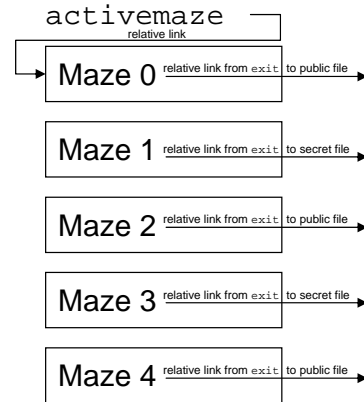 activemaze
relative link
Maze 0 relative link from exit to public file
Maze 1 relative link from exit to secret file
Maze 2 relative link from exit to public file
Maze 3 relative link from exit to secret file
Maze 4 relative link from exit to public file